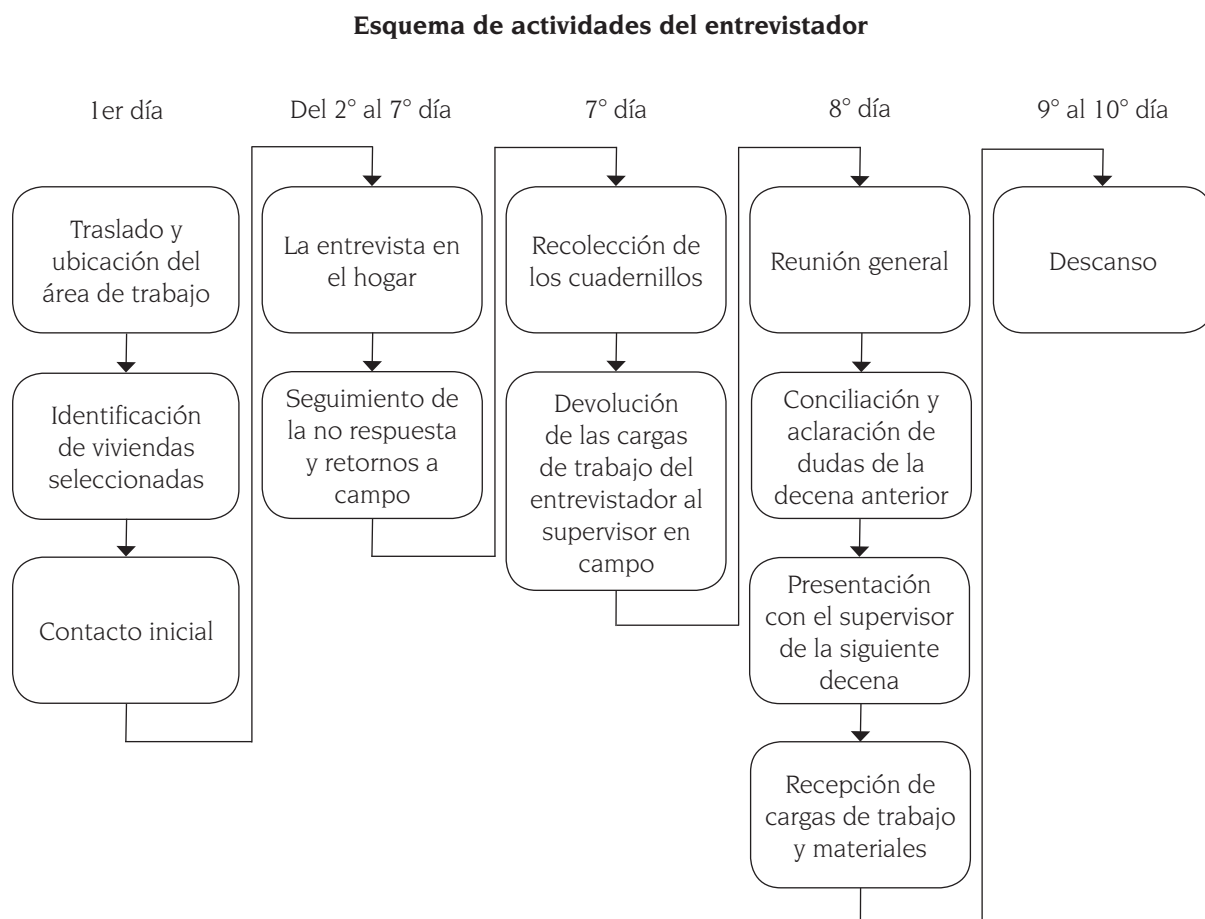 Esquema de actividades del entrevistador
1er día
Traslado y
ubicación del
área de trabajo
Identificación
de viviendas
seleccionadas
Contacto inicial
Del 2° al 7° día
La entrevista en
el hogar
Seguimiento de
la no respuesta
y retornos a
campo
7° día
Recolección de
los cuadernillos
Devolución
de las cargas
de trabajo del
entrevistador al
supervisor en
campo
8° día
Reunión general
Conciliación y
aclaración de
dudas de la
decena anterior
Presentación
con el supervisor
de la siguiente
decena
Recepción de
cargas de trabajo
y materiales
9° al 10° día
Descanso